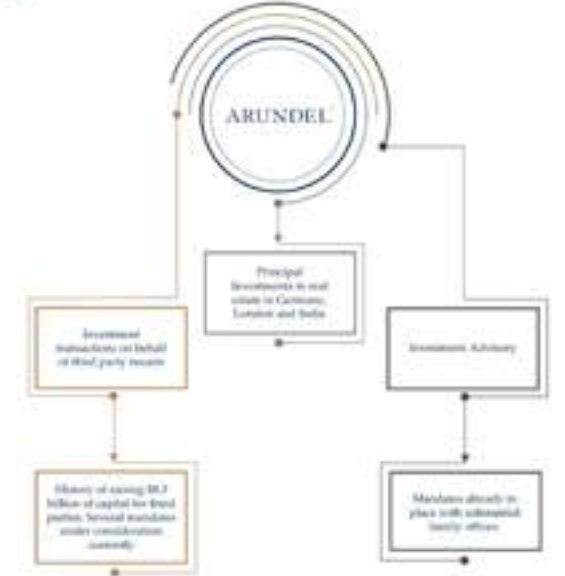 ARUNDEL
Principal
Investments in real
estate in Germany,
London and India
Investment
transactions on behalf
of third party
Investment Advisory
History of raising
billion of capital for third
parties. Several mandates
under consideration
currently
Mandates already in
place with substantial
family offices